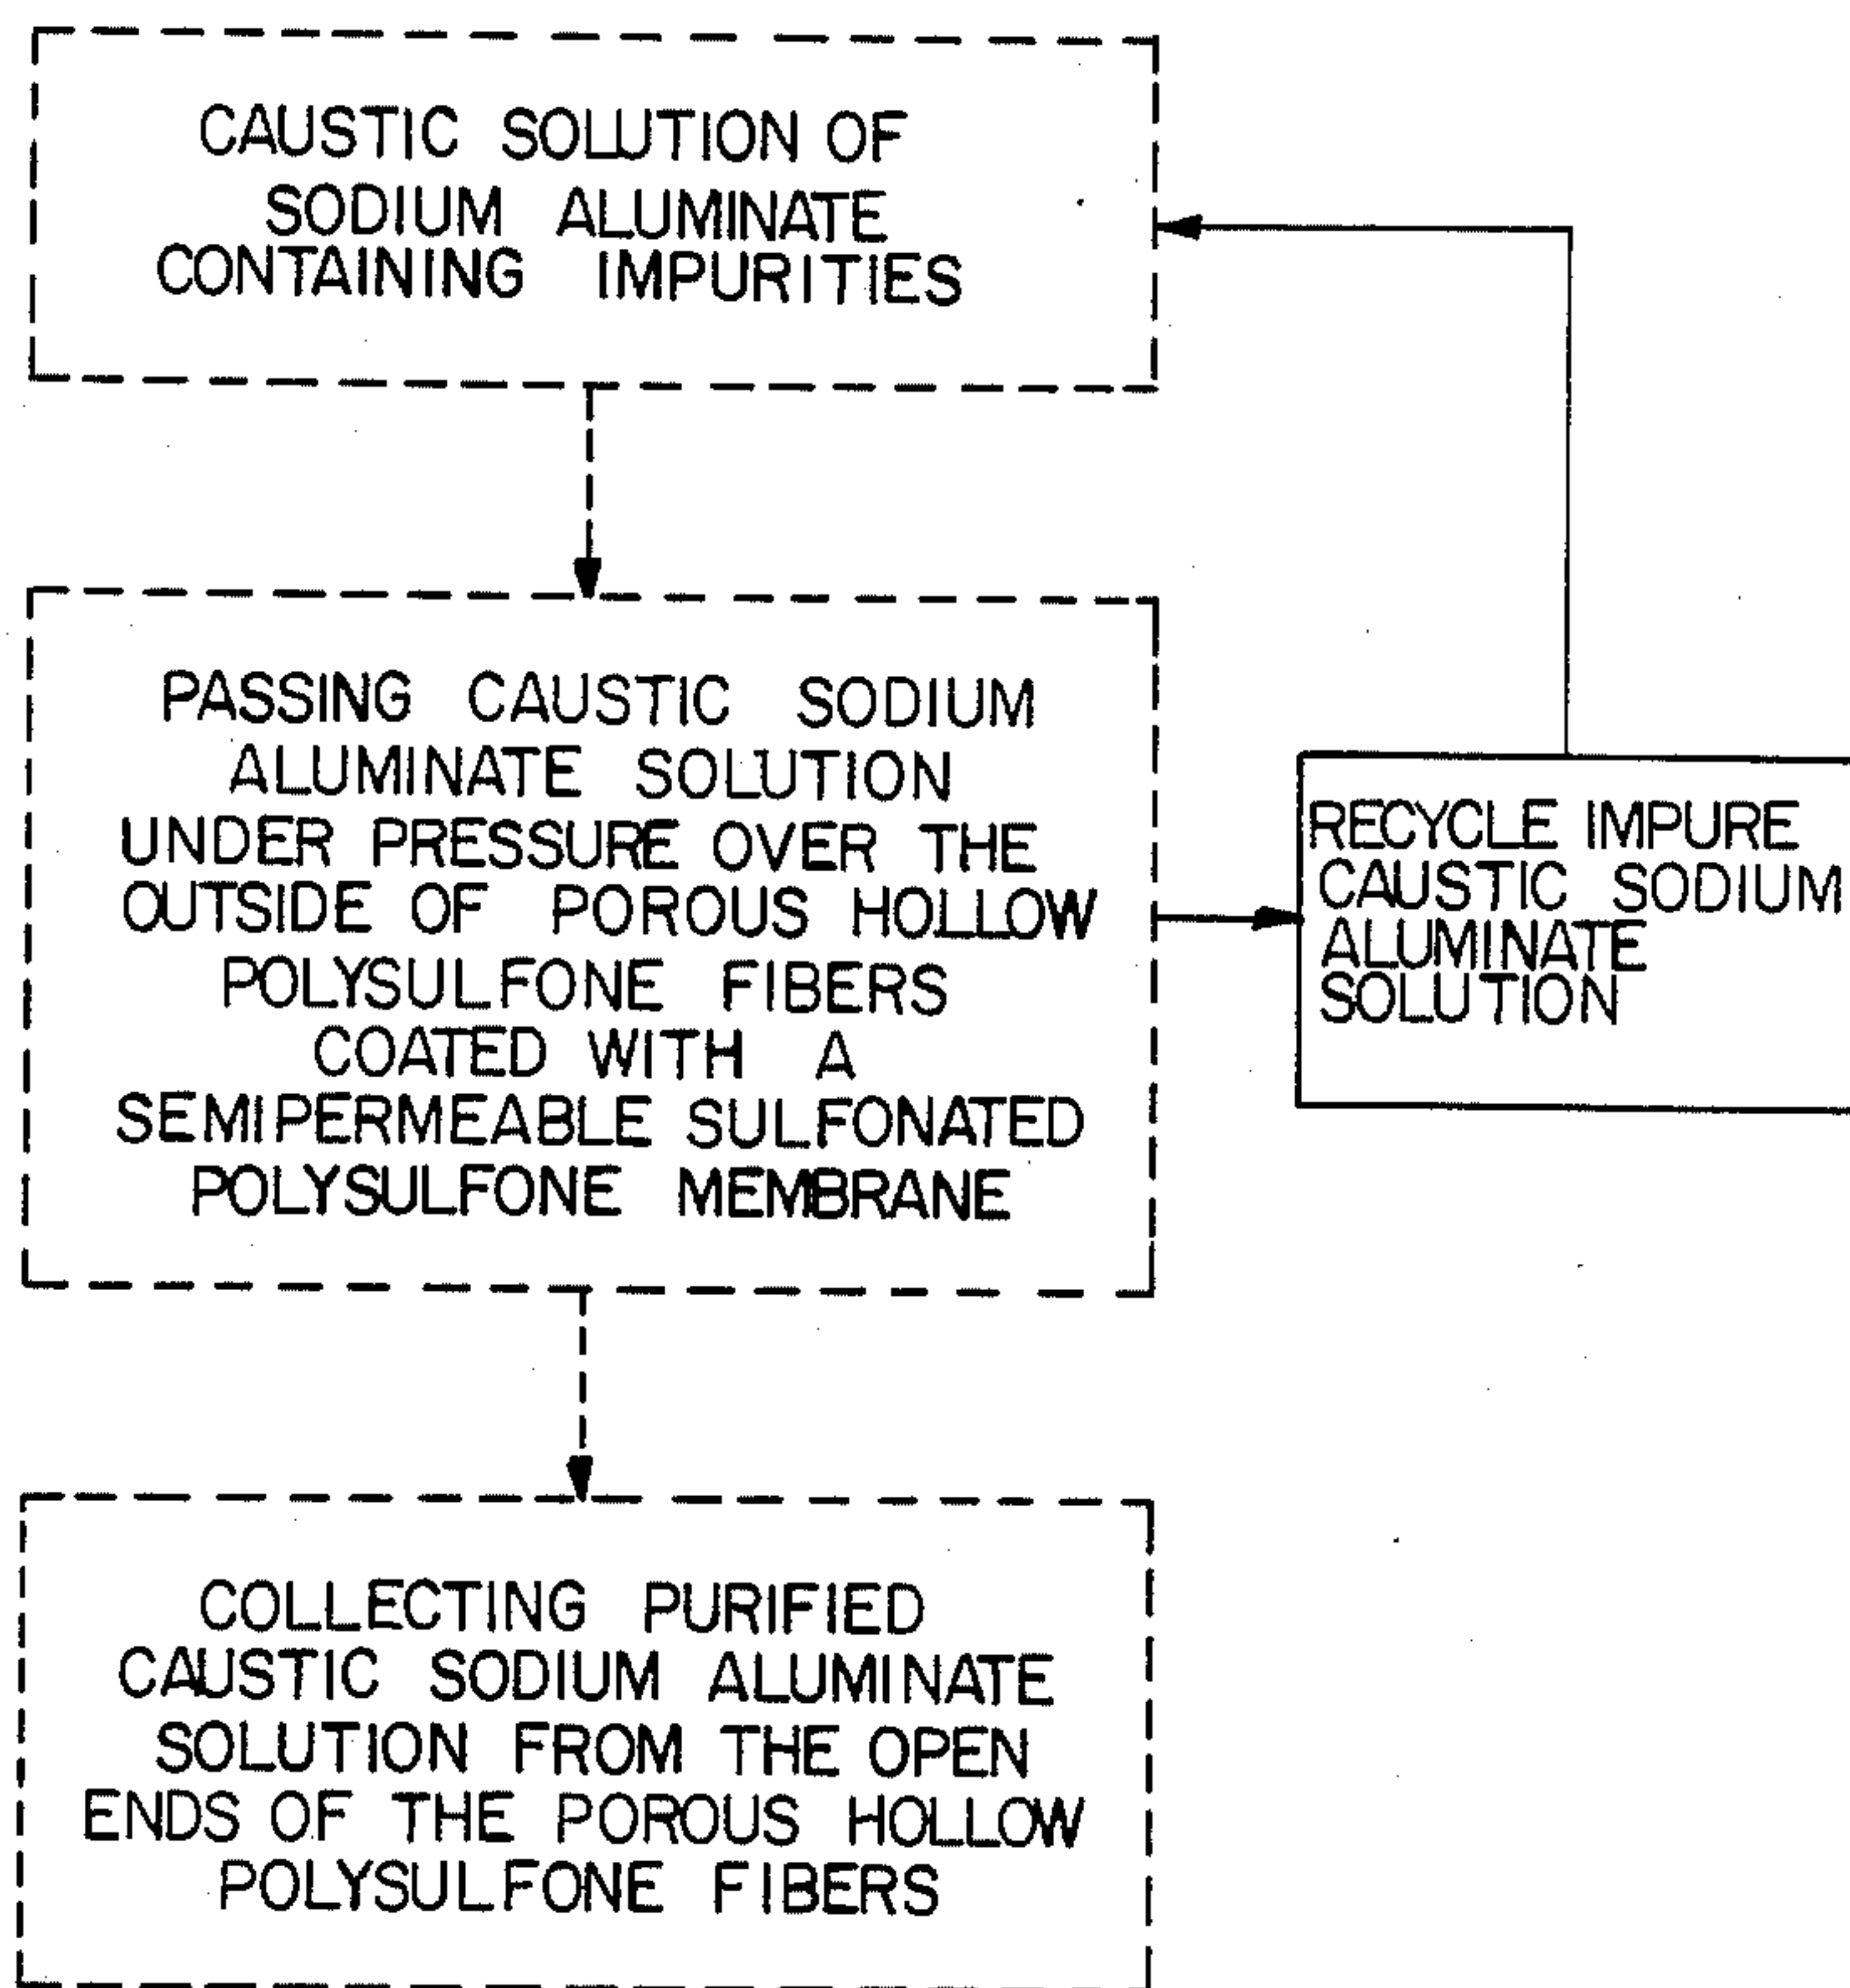 CAUSTIC SOLUTION OF
SODIUM ALUMINATE
CONTAINING IMPURITIES
PASSING CAUSTIC SODIUM
ALUMINATE SOLUTION
UNDER PRESSURE OVER THE
OUTSIDE OF POROUS HOLLOW
POLYSULFONE FIBERS
COATED WITH A
SEMIPERMEABLE SULFONATED
POLYSULFONE MEMBRANE
RECYCLE IMPURE
CAUSTIC SODIUM
ALUMINATE
SOLUTION
COLLECTING PURIFIED
CAUSTIC SODIUM ALUMINATE
SOLUTION FROM THE OPEN
ENDS OF THE POROUS HOLLOW
POLYSULFONE FIBERS